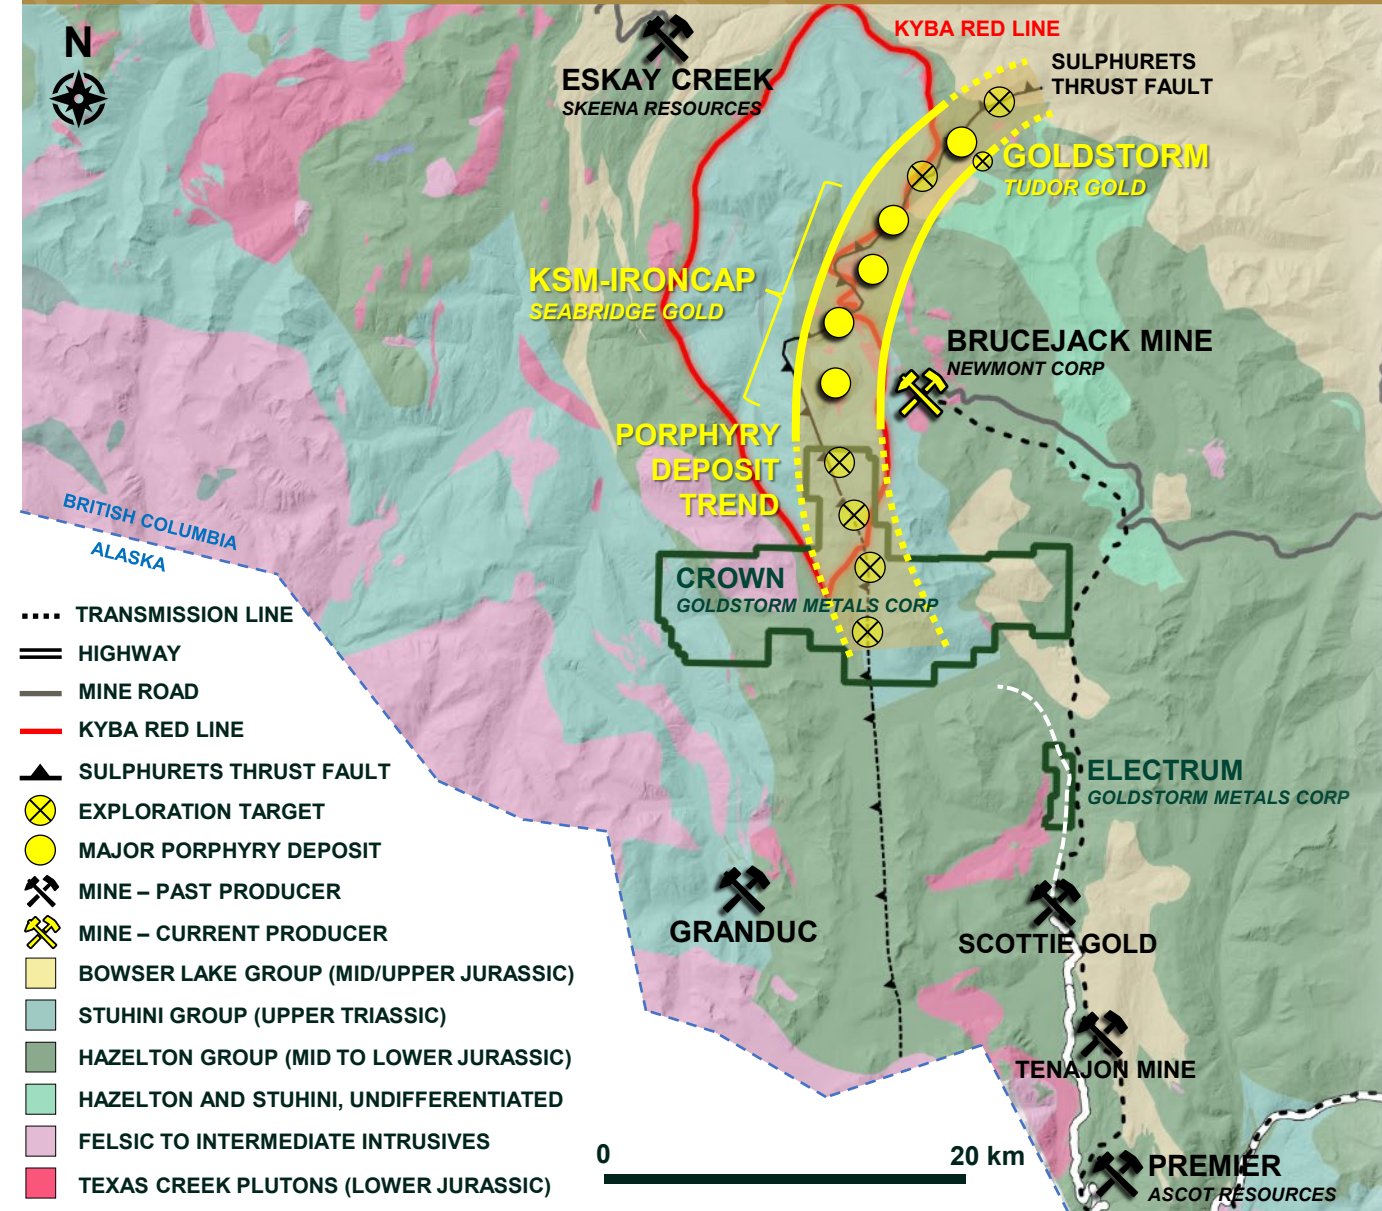 KYBA RED LINE
N
SULPHURETS
THRUST FAULT
ESKAY CREEK
SKEENA RESOURCES
GOLDSTORM
TUDOR GOLD
KSM-IRONCAP
SEABRIDGE GOLD
BRUCEJACK MINE
NEWMONT CORP
PORPHYRY
DEPOSIT
TREND
BRITISH COLUMBIA
ALASKA
CROWN
GOLDSTORM METALS CORP
TRANSMISSION LINE
HIGHWAY
MINE ROAD
KYBA RED LINE
SULPHURETS THRUST FAULT
EXPLORATION TARGET
MAJOR PORPHYRY DEPOSIT
MINE – PAST PRODUCER
MINE – CURRENT PRODUCER
BOWSER LAKE GROUP (MID/UPPER JURASSIC)
STUHINI GROUP (UPPER TRIASSIC)
HAZELTON GROUP (MID TO LOWER JURASSIC)
HAZELTON AND STUHINI, UNDIFFERENTIATED
FELSIC TO INTERMEDIATE INTRUSIVES
TEXAS CREEK PLUTONS (LOWER JURASSIC)
ELECTRUM
GOLDSTORM METALS CORP
GRANDUC
SCOTTIE GOLD
TENAJON MINE
0 20 km
PREMIER
ASCOT RESOURCES